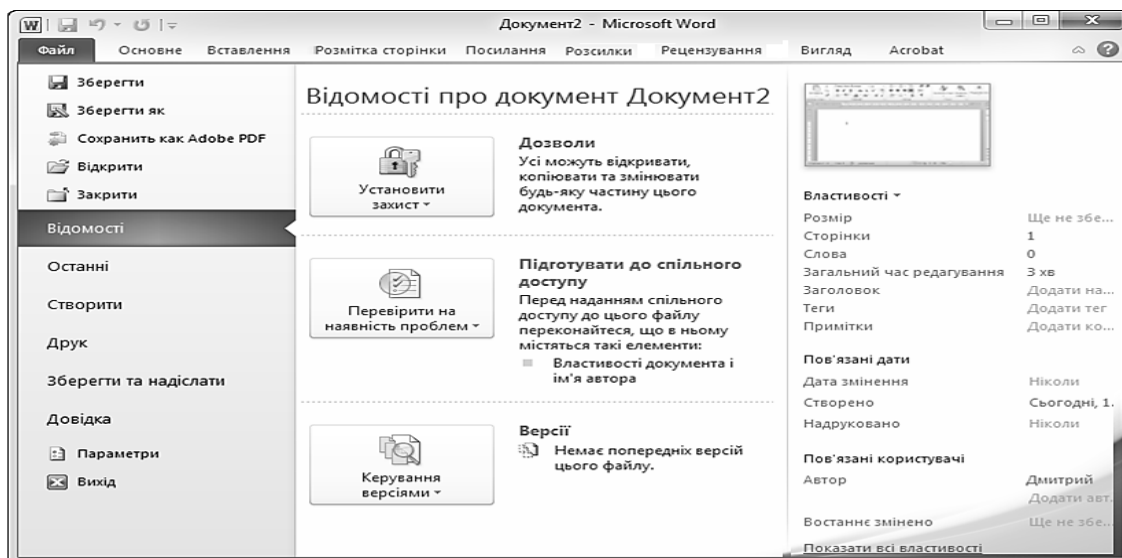 Документ2 - Microsoft Word
Файл Основне Вставлення Розмітка сторінки Посилання Розсилки Рецензування Вигляд Acrobat
Зберегти
Зберегти як
Сохранить как Adobe PDF
Відкрити
Закрити
Відомості
Останні
Створити
Друк
Зберегти та надіслати
Довідка
Параметри
Вихід
Відомості про документ Документ2
Установити
захист
Дозволи
Усі можуть відкривати,
копіювати та змінювати
будь-яку частину цього
документа.
Перевірити на
наявність проблем
Підготувати до спільного
доступу
Перед наданням спільного
доступу до цього файлу
переконайтеся, що в ньому
містяться такі елементи:
Властивості документа і
ім'я автора
Керування
версіями
Версії
Немає попередніх версій
цього файлу.
Властивості
Розмір Ще не збе...
Сторінки 1
Слова 0
Загальний час редагування 3 хв
Заголовок Додати на...
Теги Додати тег
Примітки Додати ко...
Пов'язані дати
Дата змінення Ніколи
Створено Сьогодні, 1.
Надруковано Ніколи
Пов'язані користувачі
Автор Дмитрий
Додати авт.
Востаннє змінено Ще не збе...
Показати всі властивості